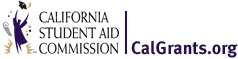 CALIFORNIA
STUDENT AID
COMMISSION
CalGrants.org